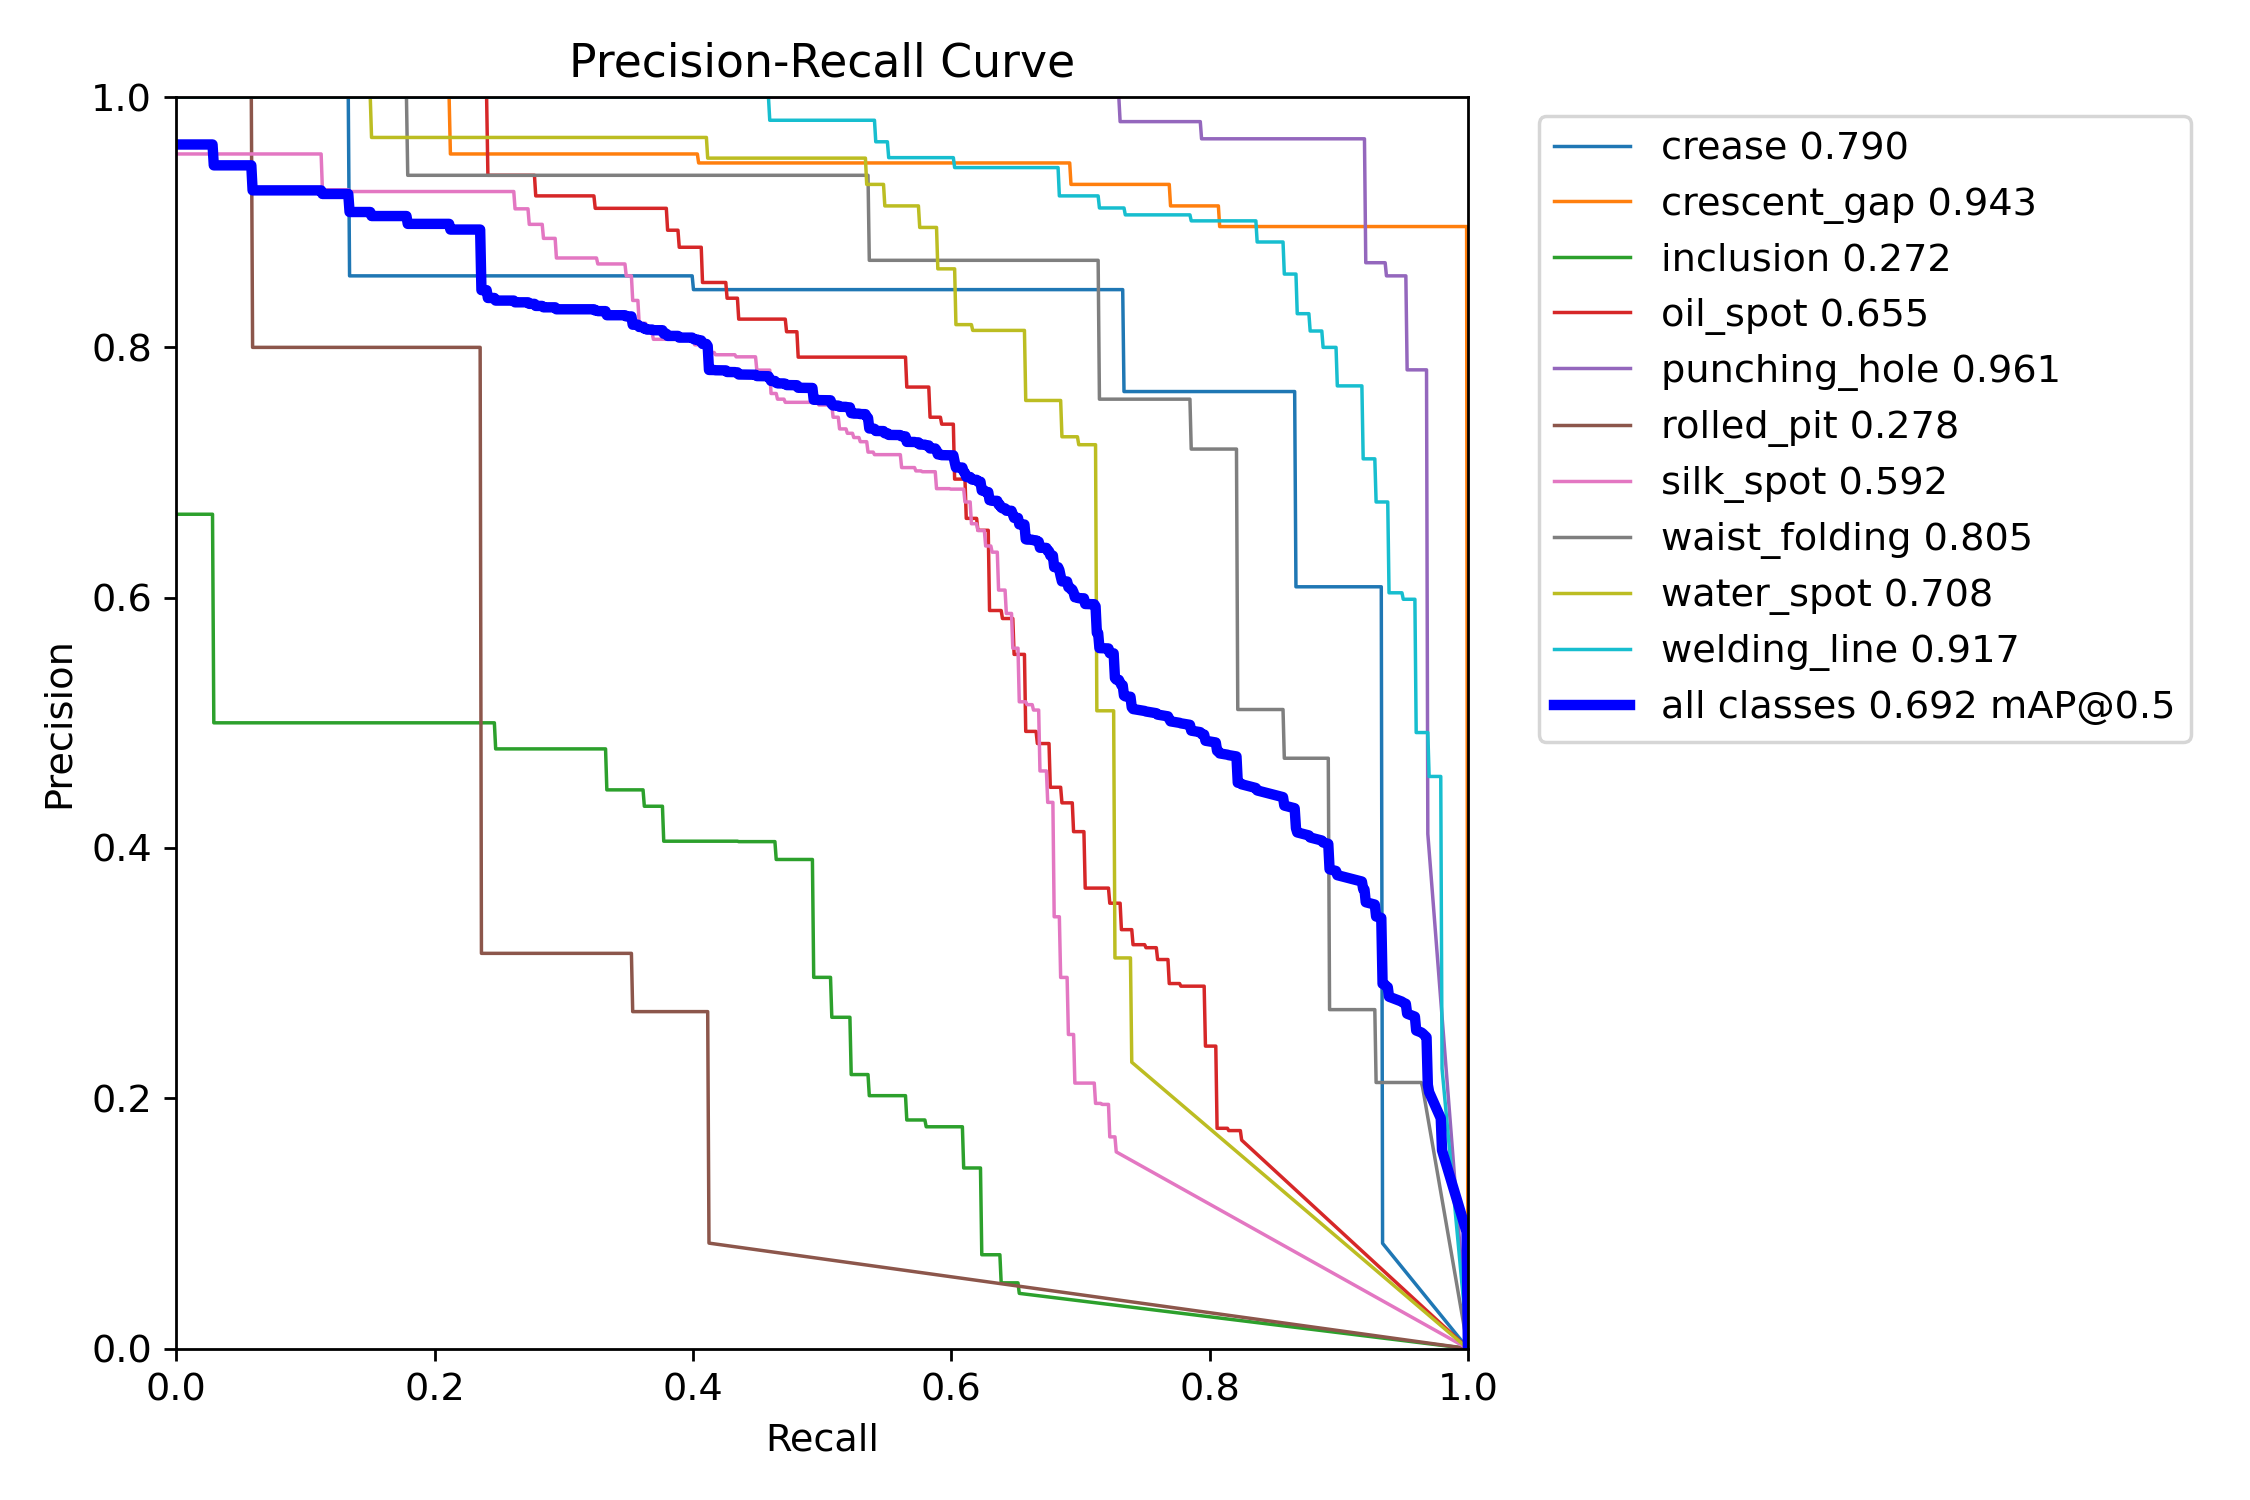 Precision-Recall Curve
1.0
0.8
0.6
0.4
0.2
0.0
Precision
0.0 0.2 0.4 0.6 0.8 1.0
Recall
crease 0.790
crescent_gap 0.943
inclusion 0.272
oil_spot 0.655
punching_hole 0.961
rolled_pit 0.278
silk_spot 0.592
waist_folding 0.805
water_spot 0.708
welding_line 0.917
all classes 0.692 mAP@0.5